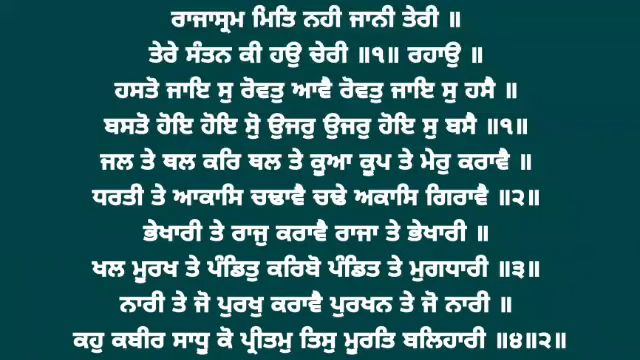 ਰਾਜਾਸ੍ਰਮ ਮਿਤਿ ਨਹੀ ਜਾਨੀ ਤੇਰੀ ॥
ਤੇਰੇ ਸੰਤਨ ਕੀ ਹਉ ਚੇਰੀ ॥੧॥ ਰਹਾਉ ॥
ਹਸਤੋ ਜਾਇ ਸੁ ਰੋਵਤੁ ਆਵੈ ਰੋਵਤੁ ਜਾਇ ਸੁ ਹਸੈ ॥
ਬਸਤੋ ਹੋਇ ਹੋਇ ਸੋੁ ਊਜਰੁ ਊਜਰੁ ਹੋਇ ਸੁ ਬਸੈ ॥੧॥
ਜਲ ਤੇ ਥਲ ਕਰਿ ਥਲ ਤੇ ਕੂਆ ਕੂਪ ਤੇ ਮੇਰੁ ਕਰਾਵੈ ॥
ਧਰਤੀ ਤੇ ਆਕਾਸਿ ਚਢਾਵੈ ਚਢੇ ਅਕਾਸਿ ਗਿਰਾਵੈ ॥੨॥
ਭੇਖਾਰੀ ਤੇ ਰਾਜੁ ਕਰਾਵੈ ਰਾਜਾ ਤੇ ਭੇਖਾਰੀ ॥
ਖਲ ਮੂਰਖ ਤੇ ਪੰਡਿਤੁ ਕਰਿਬੋ ਪੰਡਿਤ ਤੇ ਮੁਗਧਾਰੀ ॥੩॥
ਨਾਰੀ ਤੇ ਜੋ ਪੁਰਖੁ ਕਰਾਵੈ ਪੁਰਖਨ ਤੇ ਜੋ ਨਾਰੀ ॥
ਕਹੁ ਕਬੀਰ ਸਾਧੂ ਕੋ ਪ੍ਰੀਤਮੁ ਤਿਸੁ ਮੂਰਤਿ ਬਲਿਹਾਰੀ ॥੪॥੨॥